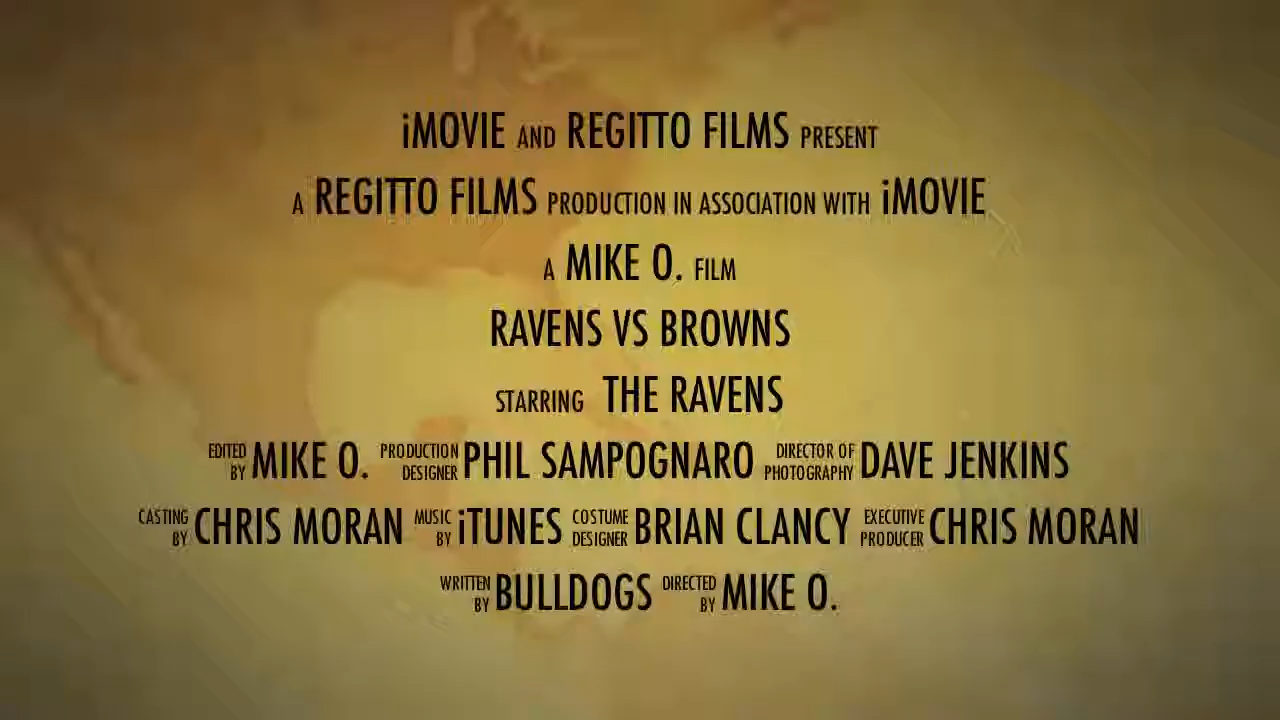 iMOVIE AND REGITTO FILMS PRESENT
A REGITTO FILMS PRODUCTION IN ASSOCIATION WITH iMOVIE
A MIKE O. FILM
RAVENS VS BROWNS
STARRING THE RAVENS
EDITED BY MIKE O. PRODUCTION DESIGNER PHIL SAMPOGNARO DIRECTOR OF PHOTOGRAPHY DAVE JENKINS
CASTING BY CHRIS MORAN MUSIC BY iTUNES COSTUME DESIGNER BRIAN CLANCY EXECUTIVE PRODUCER CHRIS MORAN
WRITTEN BY BULLDOGS DIRECTED BY MIKE O.